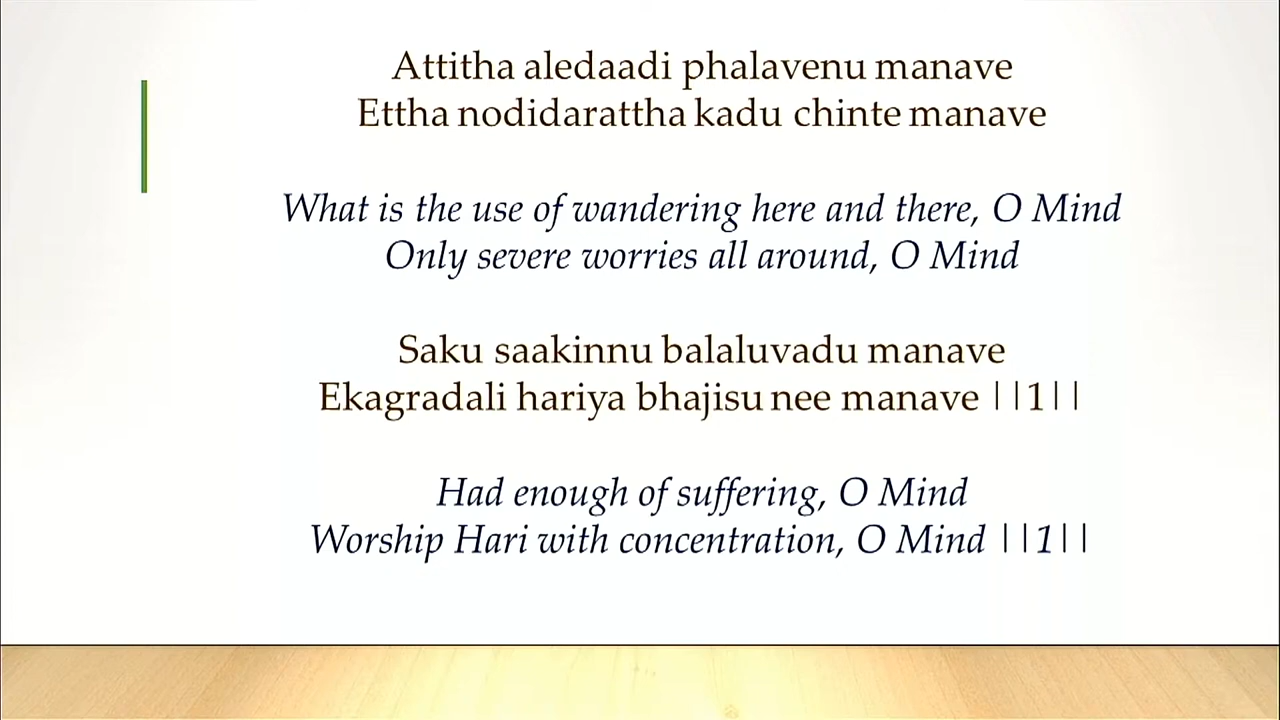 Attitha aledaadi phalavenu manave
Ettha nodidarattha kadu chinte manave
What is the use of wandering here and there, O Mind
Only severe worries all around, O Mind
Saku saakinnu balaluvadu manave
Ekagradali hariya bhajisu nee manave ||1||
Had enough of suffering, O Mind
Worship Hari with concentration, O Mind ||1||